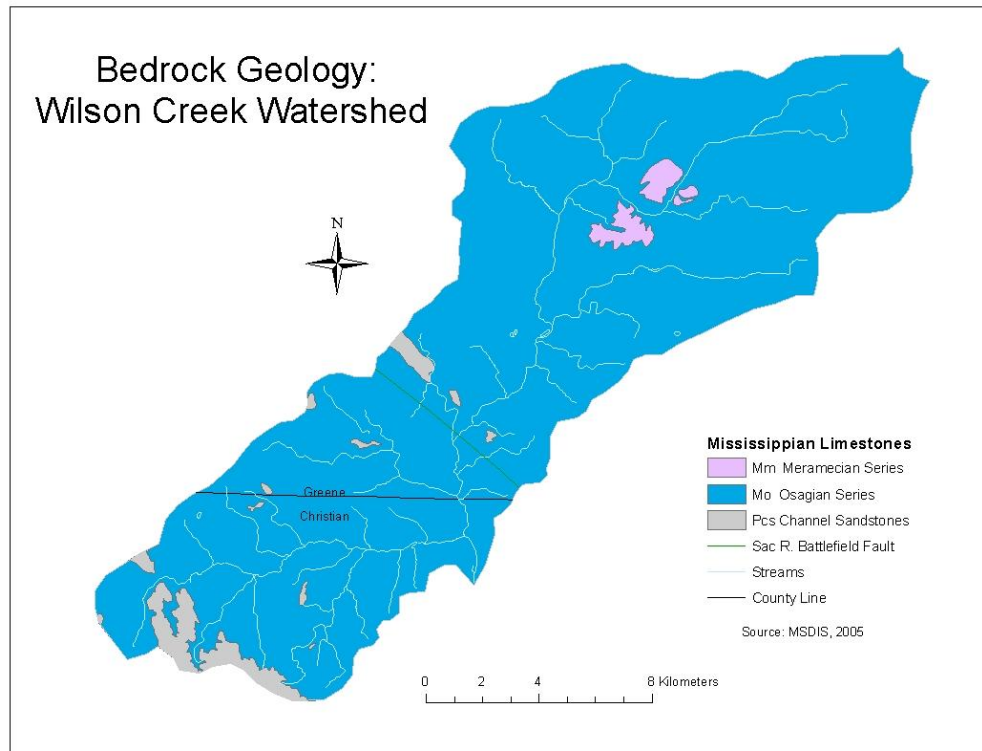 Bedrock Geology:
Wilson Creek Watershed
N
Greene
Christian
Mississippian Limestones
Mm Meramecian Series
Mo Osagian Series
Pcs Channel Sandstones
Sac R. Battlefield Fault
Streams
County Line
Source: MSDIS, 2005
0 2 4 8 Kilometers